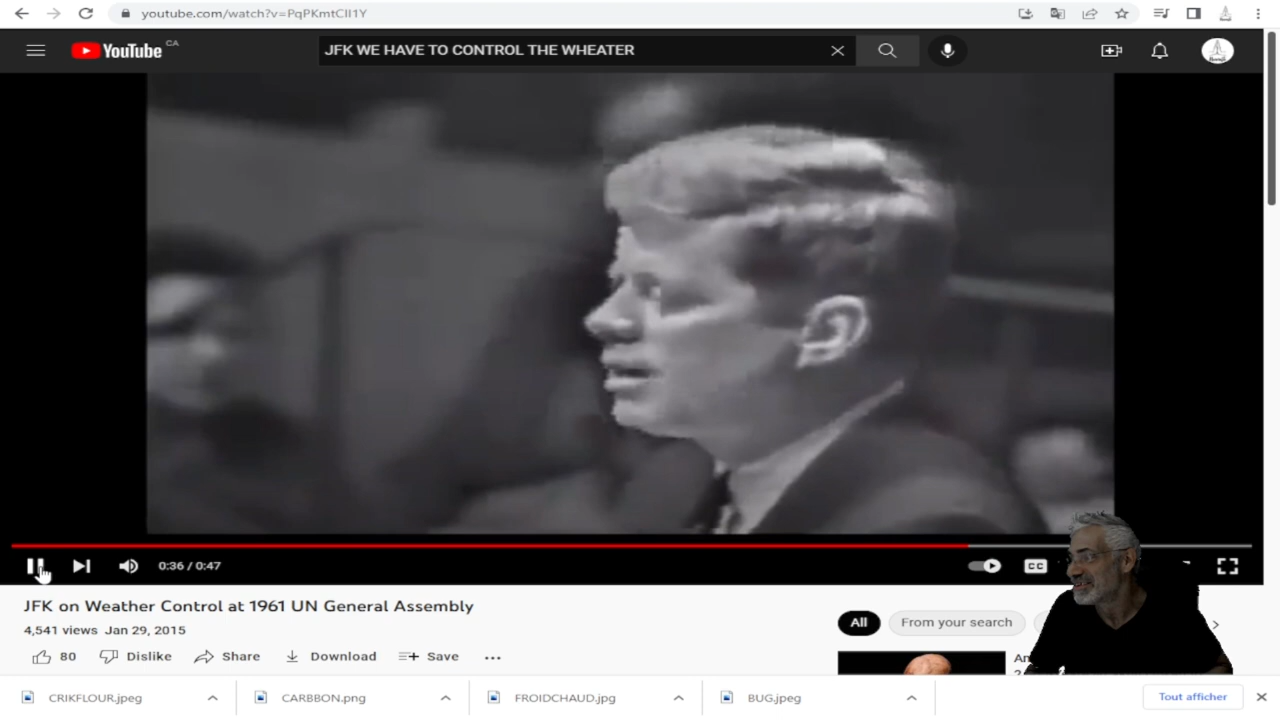 youtube.com/watch?v=PqPKmtCII1Y
YouTube CA
JFK WE HAVE TO CONTROL THE WHEATER
0:36 / 0:47
CC
JFK on Weather Control at 1961 UN General Assembly
4,541 views Jan 29, 2015
80 Dislike Share Download Save
All From your search
CRIKFLOUR.jpeg CARBBON.png FROIDCHAUD.jpg BUG.jpeg Tout afficher